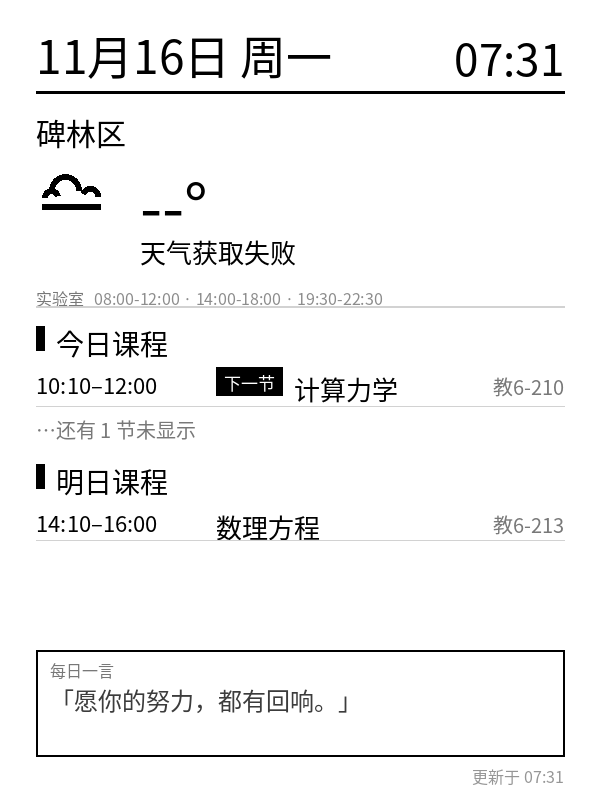 11月16日 周一 07:31
碑林区
--°
天气获取失败
实验室 08:00-12:00 · 14:00-18:00 · 19:30-22:30
今日课程
10:10–12:00 下一节 计算力学 教6-210
…还有 1 节未显示
明日课程
14:10–16:00 数理方程 教6-213
每日一言
「愿你的努力，都有回响。」
更新于 07:31